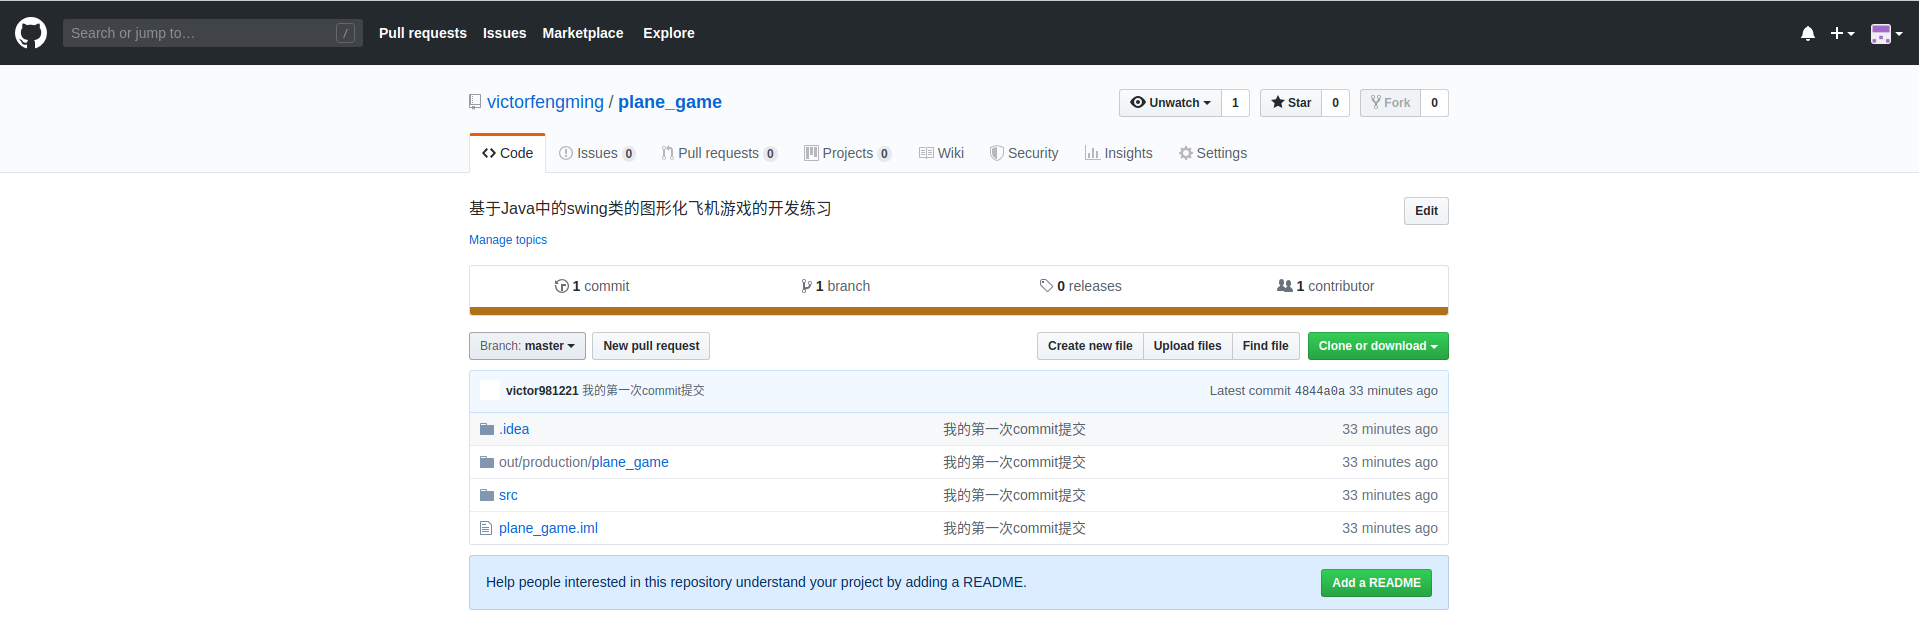 Search or jump to… / Pull requests Issues Marketplace Explore
victorfengming / plane_game Unwatch 1 Star 0 Fork 0
Code Issues 0 Pull requests 0 Projects 0 Wiki Security Insights Settings
基于Java中的swing类的图形化飞机游戏的开发练习 Edit
Manage topics
1 commit 1 branch 0 releases 1 contributor
Branch: master New pull request Create new file Upload files Find file Clone or download
victor981221 我的第一次commit提交 Latest commit 4844a0a 33 minutes ago
.idea 我的第一次commit提交 33 minutes ago
out/production/plane_game 我的第一次commit提交 33 minutes ago
src 我的第一次commit提交 33 minutes ago
plane_game.iml 我的第一次commit提交 33 minutes ago
Help people interested in this repository understand your project by adding a README. Add a README